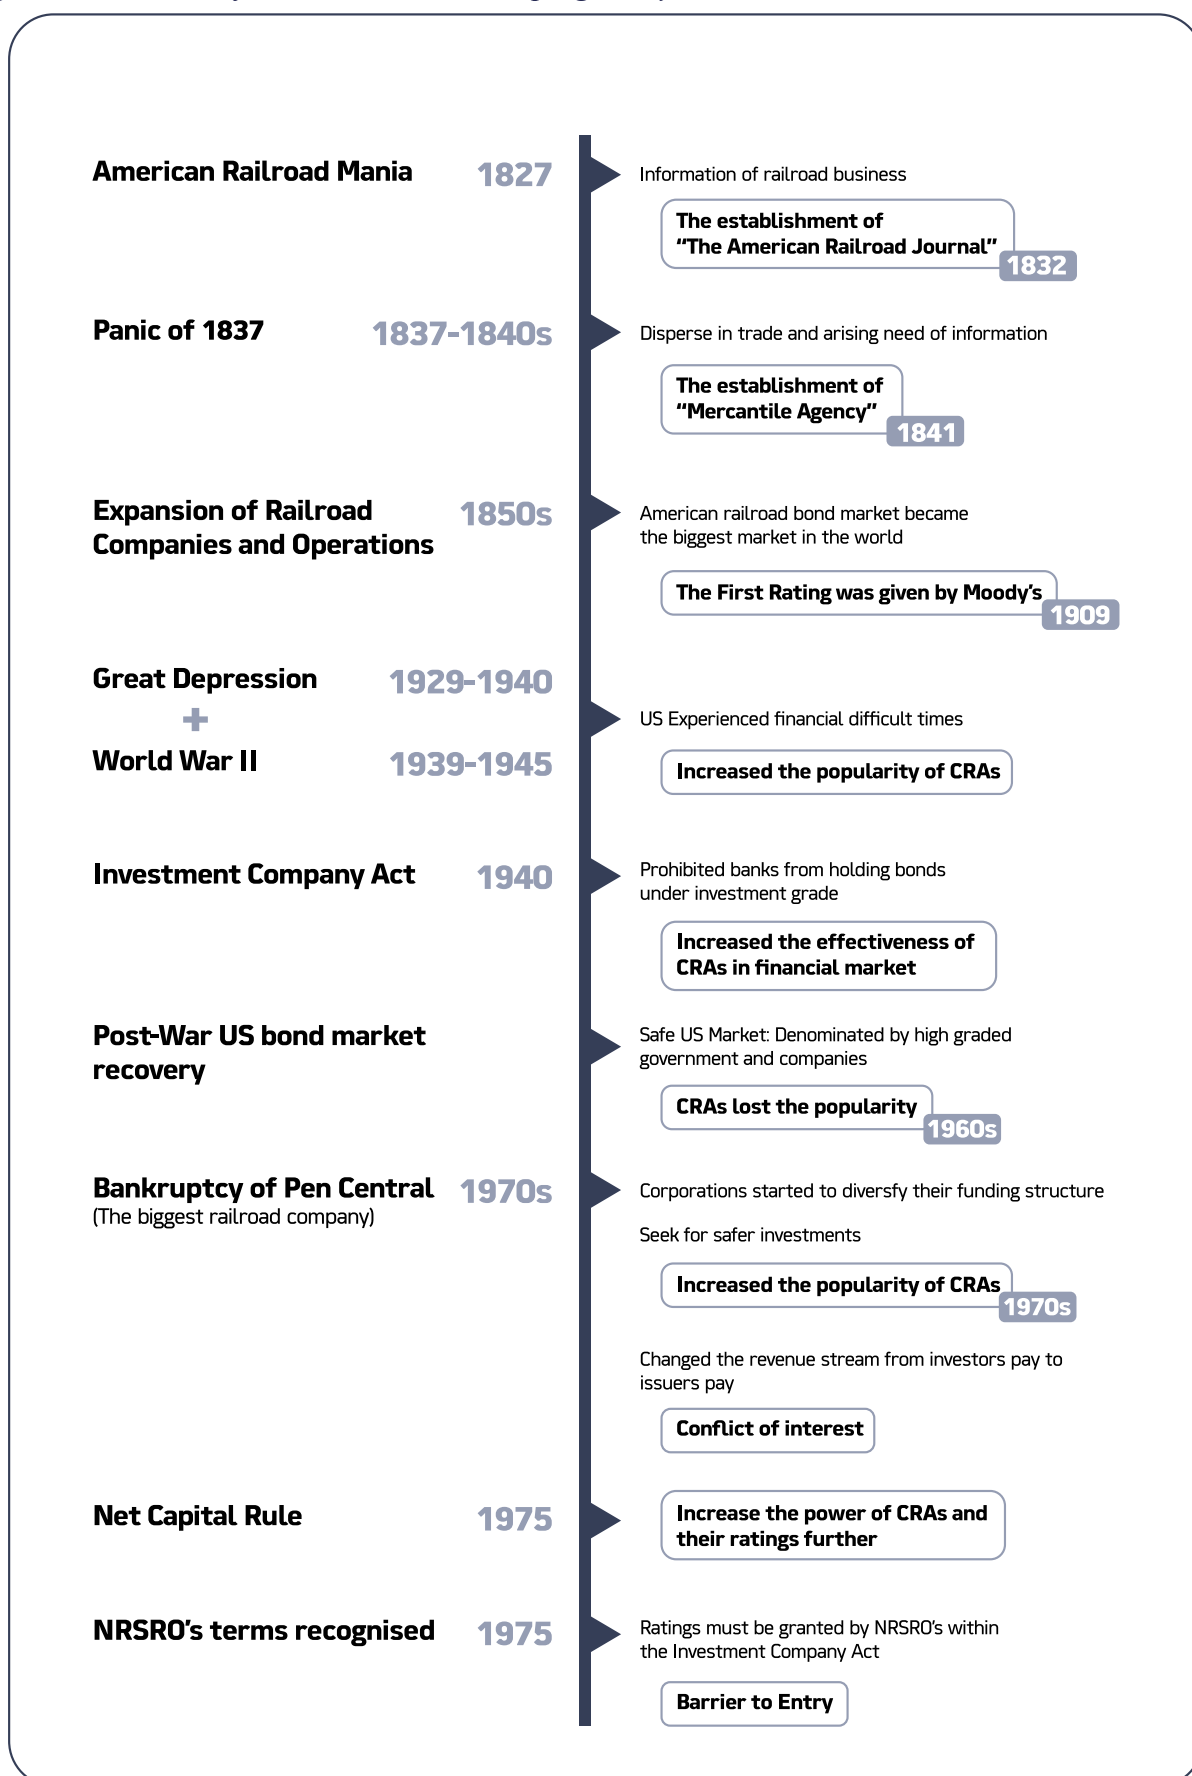 American Railroad Mania 1827
Information of railroad business
The establishment of
“The American Railroad Journal”
1832
Panic of 1837 1837-1840s
Disperse in trade and arising need of information
The establishment of
“Mercantile Agency”
1841
Expansion of Railroad
Companies and Operations
1850s
American railroad bond market became
the biggest market in the world
The First Rating was given by Moody’s
1909
Great Depression 1929-1940
+
World War II 1939-1945
US Experienced financial difficult times
Increased the popularity of CRAs
Investment Company Act 1940
Prohibited banks from holding bonds
under investment grade
Increased the effectiveness of
CRAs in financial market
Post-War US bond market
recovery
Safe US Market: Denominated by high graded
government and companies
CRAs lost the popularity
1960s
Bankruptcy of Pen Central 1970s
(The biggest railroad company)
Corporations started to diversfy their funding structure
Seek for safer investments
Increased the popularity of CRAs
1970s
Changed the revenue stream from investors pay to
issuers pay
Conflict of interest
Net Capital Rule 1975
Increase the power of CRAs and
their ratings further
NRSRO’s terms recognised 1975
Ratings must be granted by NRSRO’s within
the Investment Company Act
Barrier to Entry